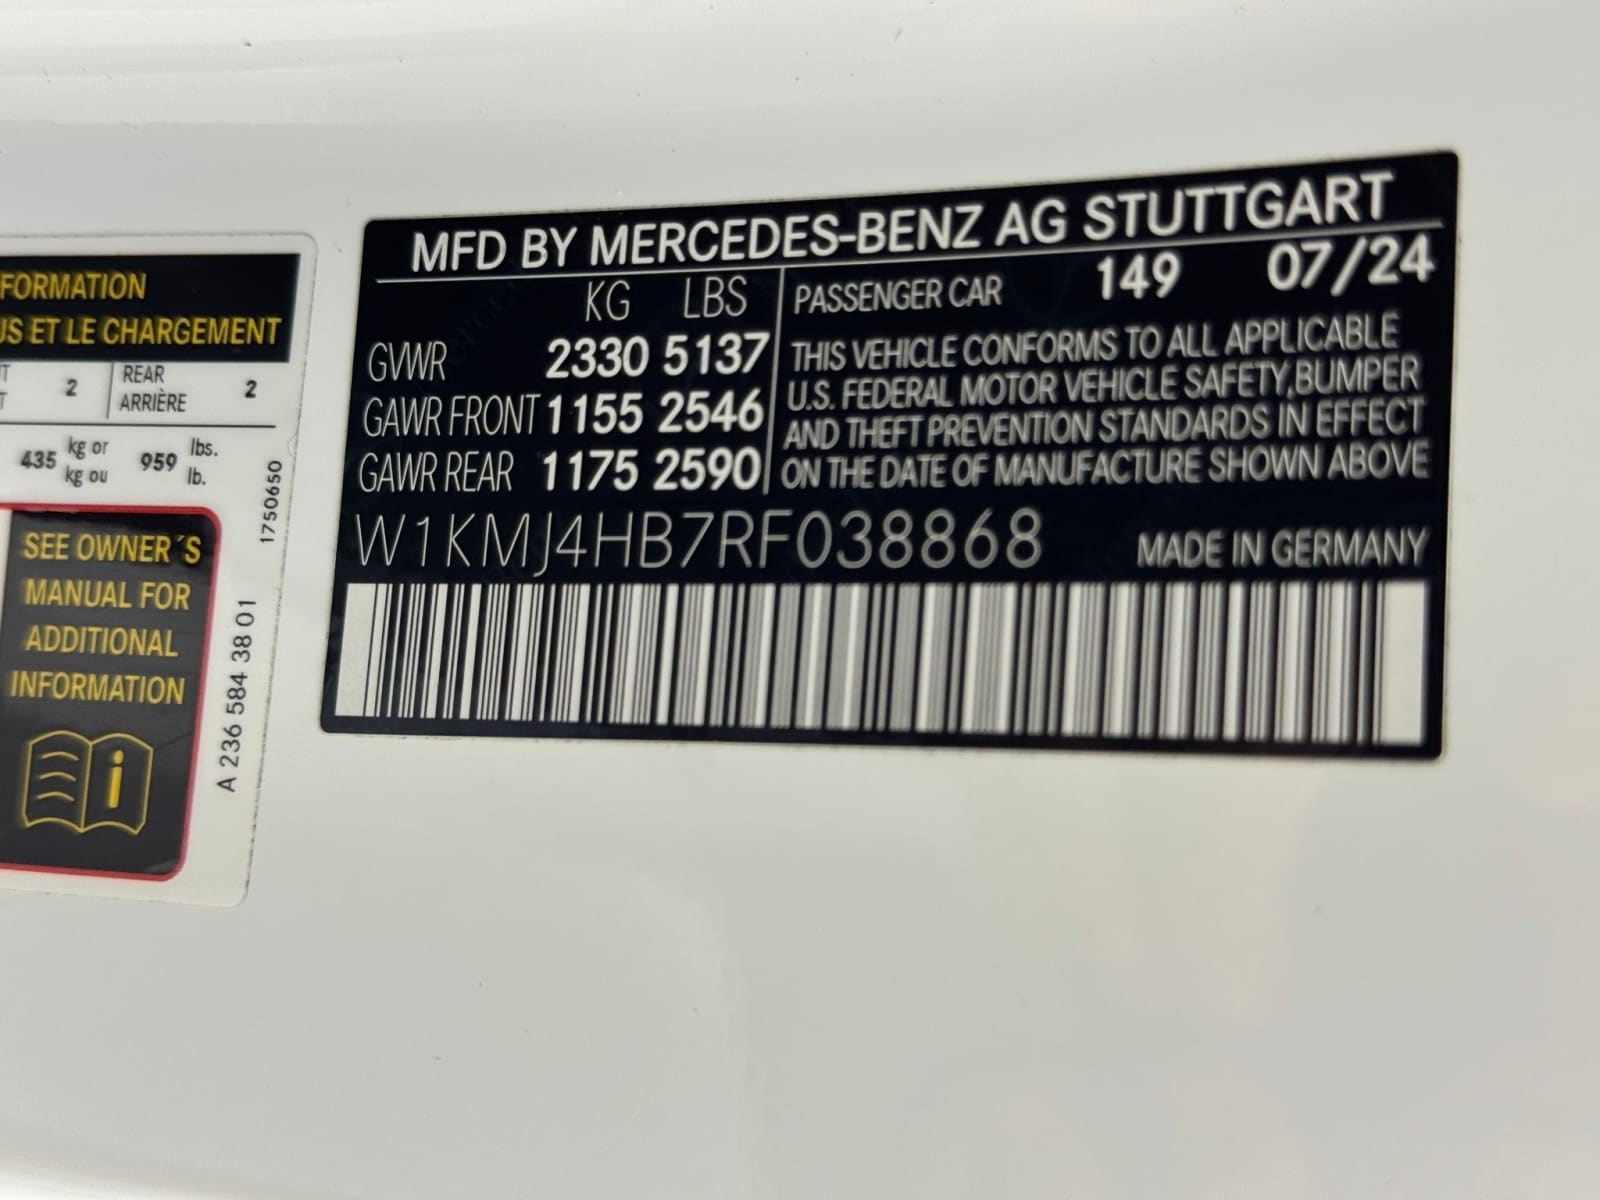 FORMATION
US ET LE CHARGEMENT
T 2 REAR 2
T ARRIÈRE
435 kg or 959 lbs.
kg ou lb.
SEE OWNER´S
MANUAL FOR
ADDITIONAL
INFORMATION
i
1750650
A 236 584 38 01
MFD BY MERCEDES-BENZ AG STUTTGART
KG LBS
GVWR 2330 5137
GAWR FRONT 1155 2546
GAWR REAR 1175 2590
PASSENGER CAR 149 07/24
THIS VEHICLE CONFORMS TO ALL APPLICABLE
U.S. FEDERAL MOTOR VEHICLE SAFETY,BUMPER
AND THEFT PREVENTION STANDARDS IN EFFECT
ON THE DATE OF MANUFACTURE SHOWN ABOVE
W1KMJ4HB7RF038868 MADE IN GERMANY